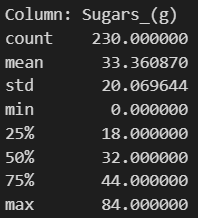 Column: Sugars_(g)
count 230.000000
mean 33.360870
std 20.069644
min 0.000000
25% 18.000000
50% 32.000000
75% 44.000000
max 84.000000